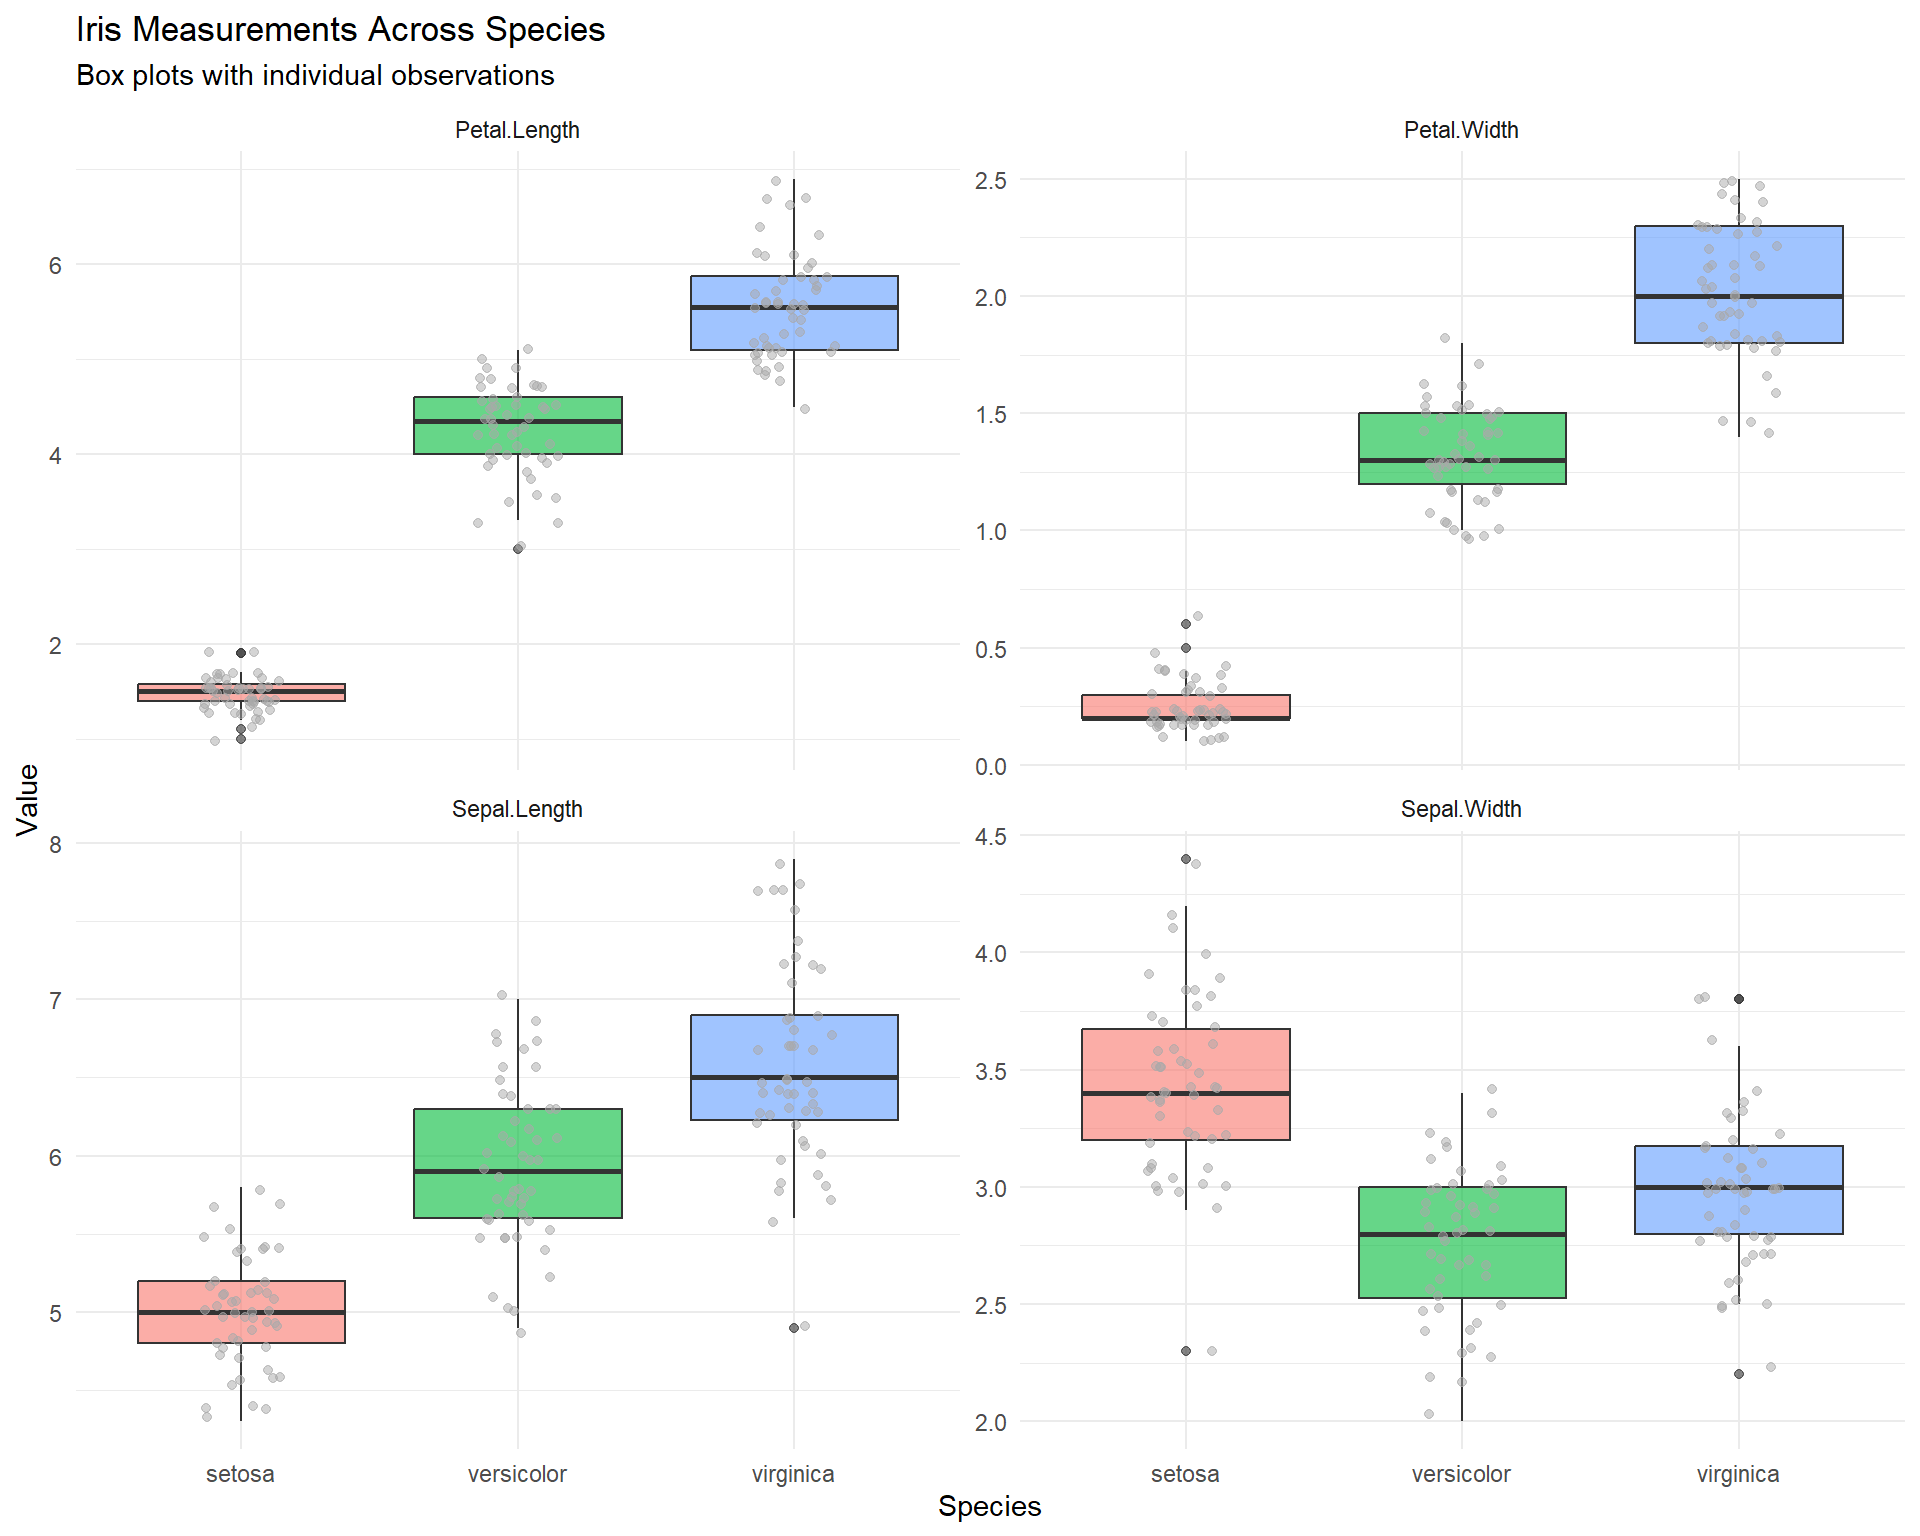 Iris Measurements Across Species
Box plots with individual observations
Petal.Length
Petal.Width
6
4
2
2.5
2.0
1.5
1.0
0.5
0.0
Value
Sepal.Length
Sepal.Width
8
7
6
5
4.5
4.0
3.5
3.0
2.5
2.0
setosa versicolor virginica
setosa versicolor virginica
Species